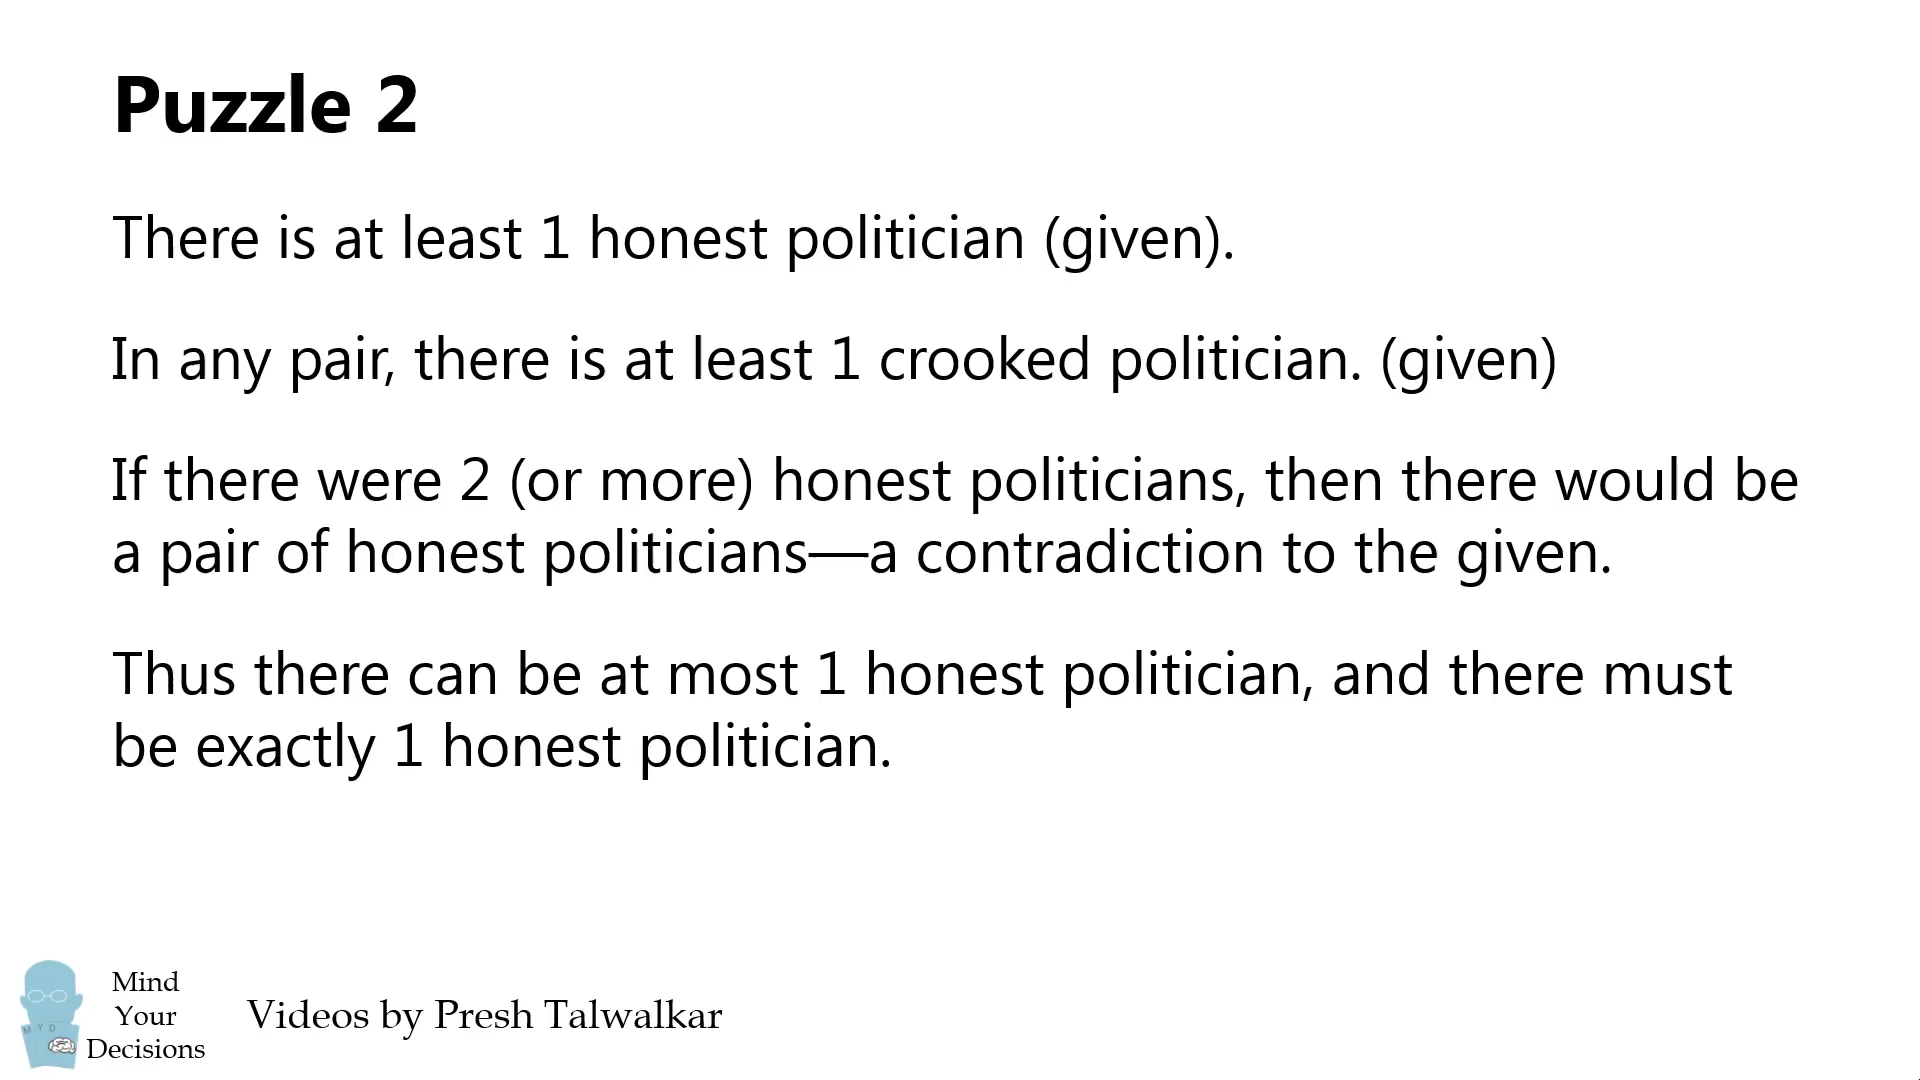 Puzzle 2
There is at least 1 honest politician (given).
In any pair, there is at least 1 crooked politician. (given)
If there were 2 (or more) honest politicians, then there would be
a pair of honest politicians—a contradiction to the given.
Thus there can be at most 1 honest politician, and there must
be exactly 1 honest politician.
M Y D
Mind
Your
Decisions
Videos by Presh Talwalkar